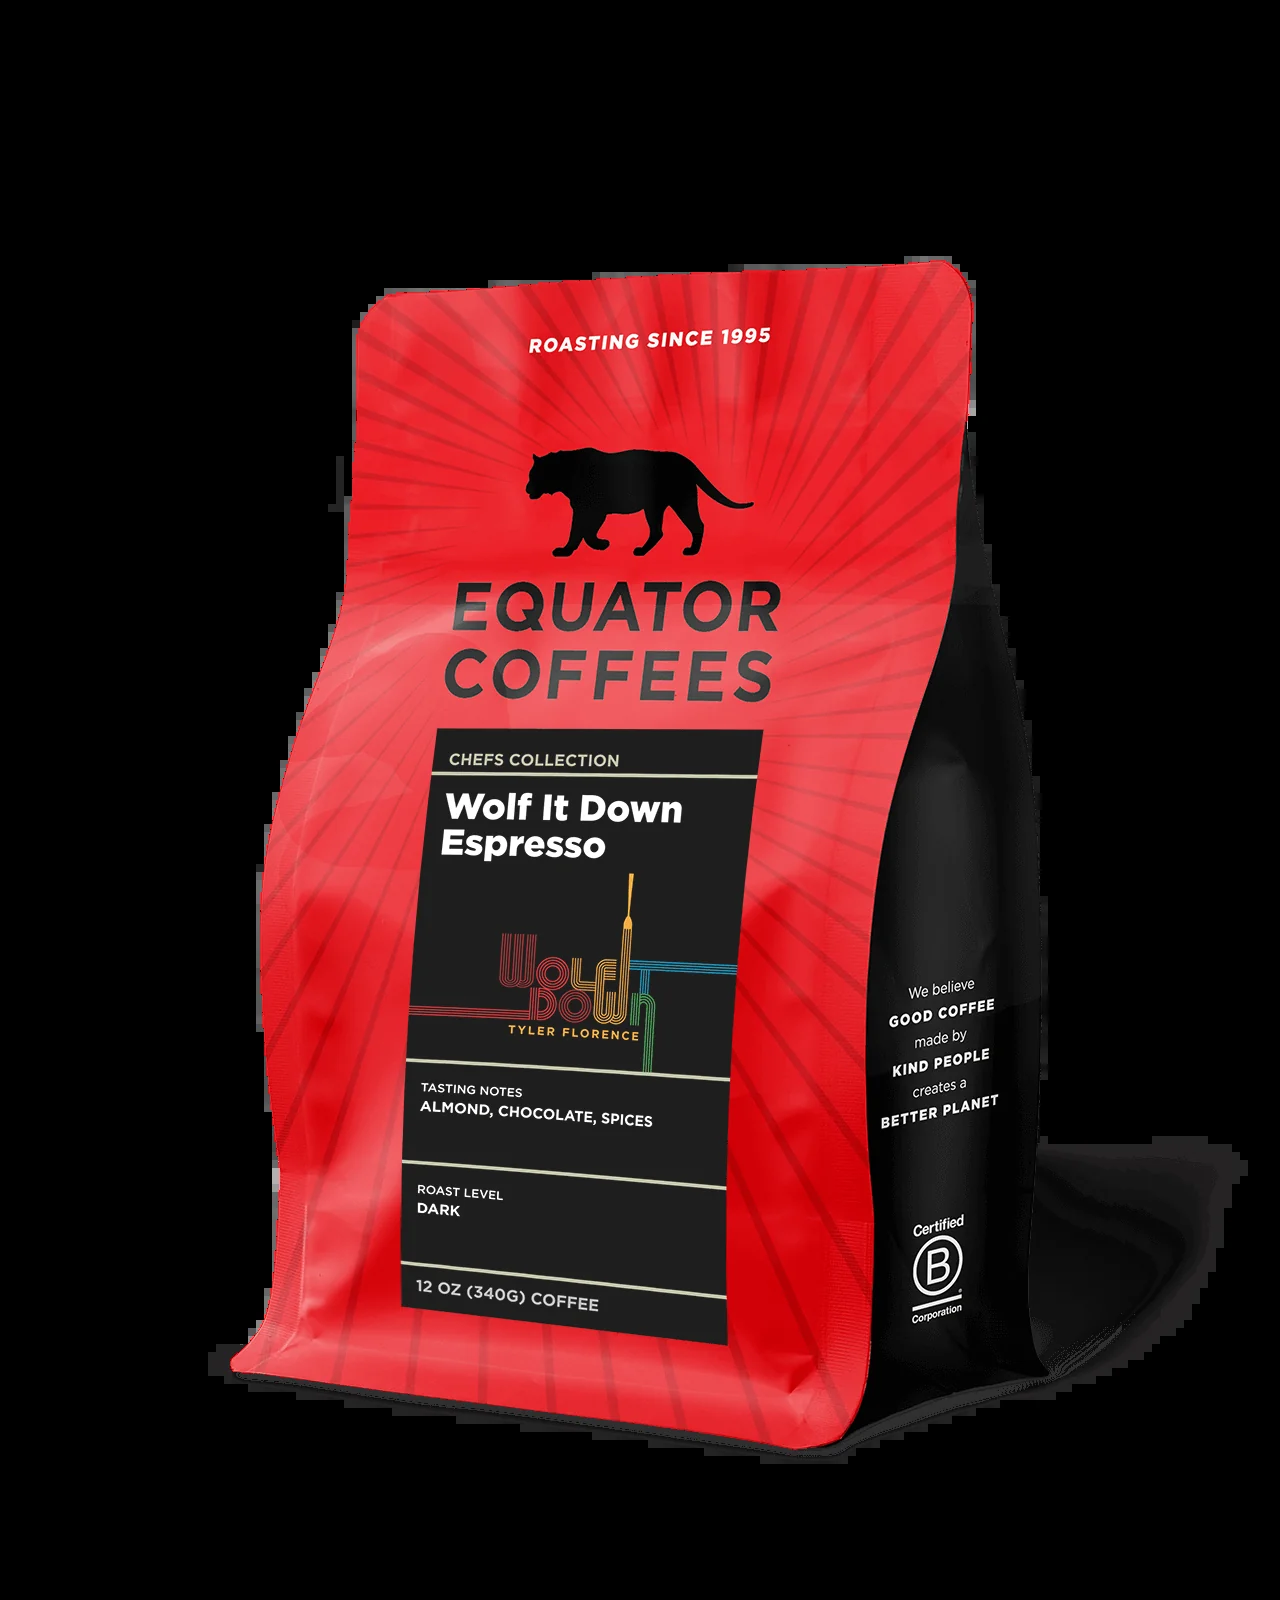 ROASTING SINCE 1995
EQUATOR
COFFEES
CHEFS COLLECTION
Wolf It Down
Espresso
Wolf it
DOWn
TYLER FLORENCE
TASTING NOTES
ALMOND, CHOCOLATE, SPICES
ROAST LEVEL
DARK
12 OZ (340G) COFFEE
We believe
GOOD COFFEE
made by
KIND PEOPLE
creates a
BETTER PLANET
Certified
B
Corporation